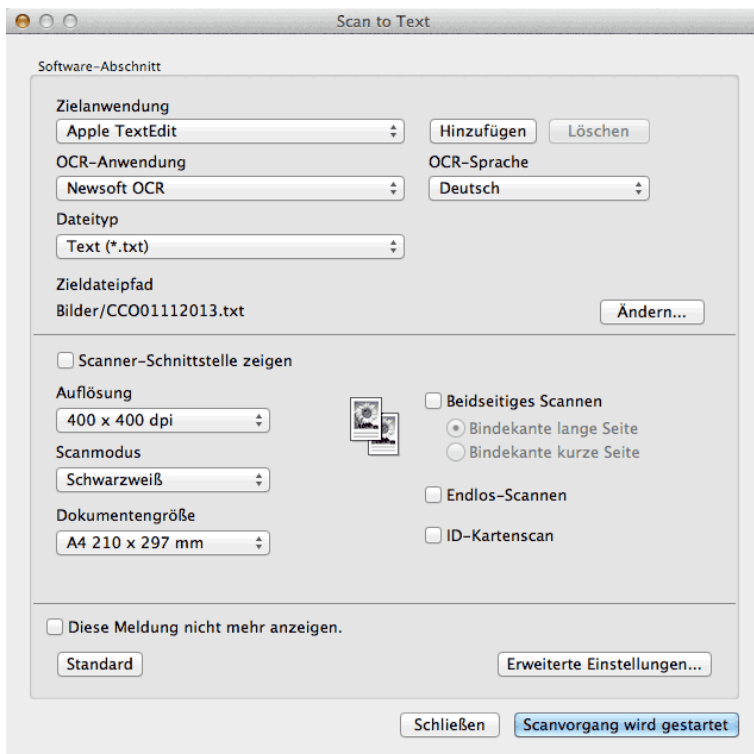 Scan to Text
Software-Abschnitt
Zielanwendung
Apple TextEdit
Hinzufügen
Löschen
OCR-Anwendung
OCR-Sprache
Newsoft OCR
Deutsch
Dateityp
Text (*.txt)
Zieldateipfad
Bilder/CCO01112013.txt
Ändern...
Scanner-Schnittstelle zeigen
Auflösung
400 x 400 dpi
Beidseitiges Scannen
Bindekante lange Seite
Bindekante kurze Seite
Scanmodus
Schwarzweiß
Endlos-Scannen
Dokumentengröße
A4 210 x 297 mm
ID-Kartenscan
Diese Meldung nicht mehr anzeigen.
Standard
Erweiterte Einstellungen...
Schließen
Scanvorgang wird gestartet